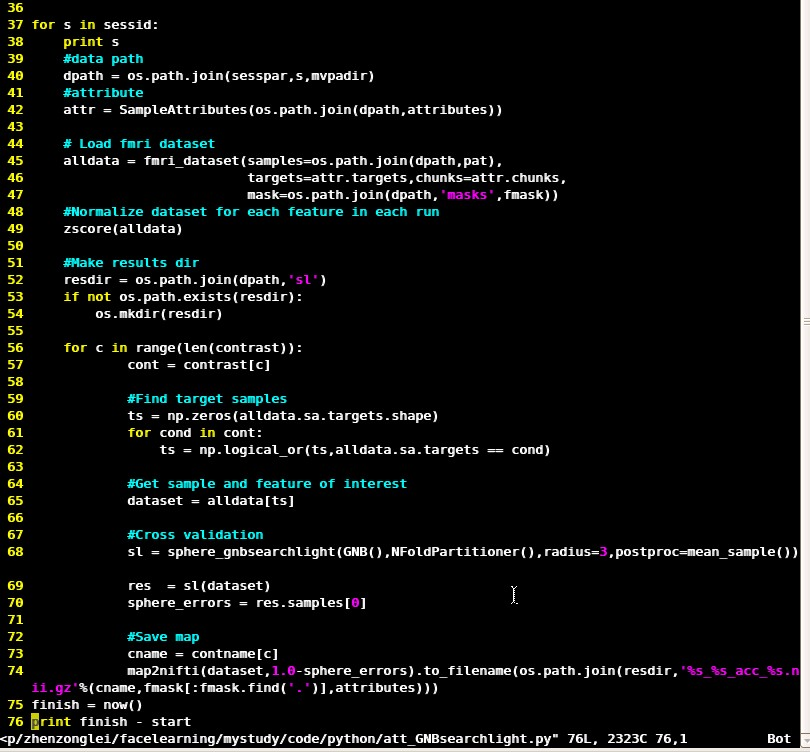 36
37 for s in sessid:
38     print s
39     #data path
40     dpath = os.path.join(sesspar,s,mvpadir)
41     #attribute
42     attr = SampleAttributes(os.path.join(dpath,attributes))
43
44     # Load fmri dataset
45     alldata = fmri_dataset(samples=os.path.join(dpath,pat),
46                            targets=attr.targets,chunks=attr.chunks,
47                            mask=os.path.join(dpath,'masks',fmask))
48     #Normalize dataset for each feature in each run
49     zscore(alldata)
50
51     #Make results dir
52     resdir = os.path.join(dpath,'sl')
53     if not os.path.exists(resdir):
54         os.mkdir(resdir)
55
56     for c in range(len(contrast)):
57             cont = contrast[c]
58
59             #Find target samples
60             ts = np.zeros(alldata.sa.targets.shape)
61             for cond in cont:
62                 ts = np.logical_or(ts,alldata.sa.targets == cond)
63
64             #Get sample and feature of interest
65             dataset = alldata[ts]
66
67             #Cross validation
68             sl = sphere_gnbsearchlight(GNB(),NFoldPartitioner(),radius=3,postproc=mean_sample())
69             res  = sl(dataset)
70             sphere_errors = res.samples[0]
71
72             #Save map
73             cname = contname[c]
74             map2nifti(dataset,1.0-sphere_errors).to_filename(os.path.join(resdir,'%s_%s_acc_%s.n
ii.gz'%(cname,fmask[:fmask.find('.')],attributes)))
75 finish = now()
76 print finish - start
<p/zhenzonglei/facelearning/mystudy/code/python/att_GNBsearchlight.py" 76L, 2323C 76,1          Bot